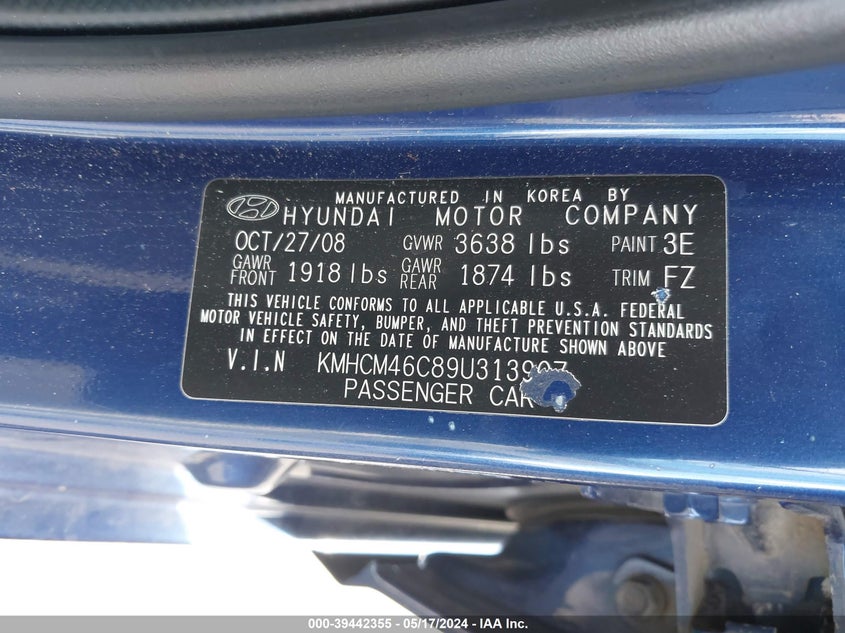 MANUFACTURED IN KOREA BY
HYUNDAI MOTOR COMPANY
OCT/27/08 GVWR 3638 lbs PAINT 3E
GAWR FRONT 1918 lbs GAWR REAR 1874 lbs TRIM FZ
THIS VEHICLE CONFORMS TO ALL APPLICABLE U.S.A. FEDERAL
MOTOR VEHICLE SAFETY, BUMPER, AND THEFT PREVENTION STANDARDS
IN EFFECT ON THE DATE OF MANUFACTURE SHOWN ABOVE
V.I.N KMHCM46C89U313907
PASSENGER CAR
000-39442355 - 05/17/2024 - IAA Inc.